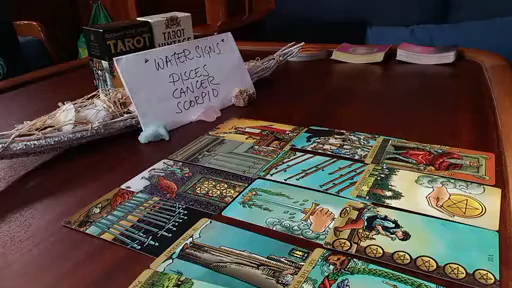 TAROT
TAROT
"WATER SIGNS"
PISCES
CANCER
SCORPIO